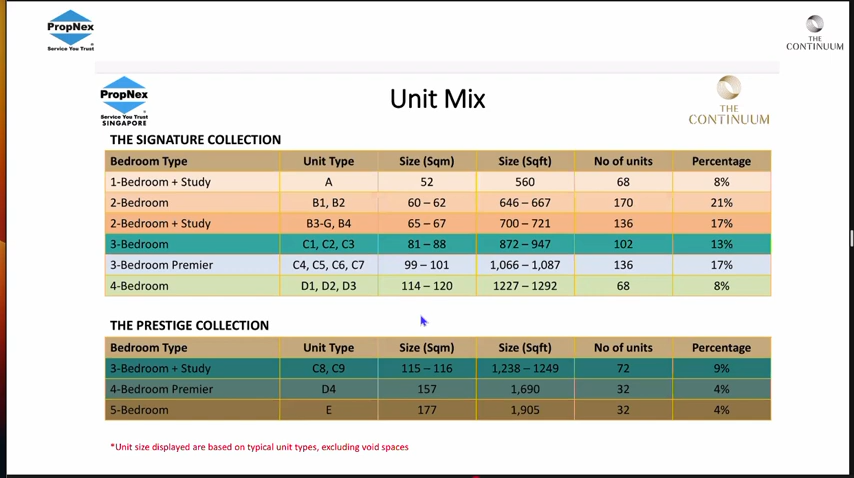 PropNex
Service You Trust
THE
CONTINUUM
PropNex
Service You Trust
SINGAPORE
Unit Mix
THE
CONTINUUM
THE SIGNATURE COLLECTION
Bedroom Type Unit Type Size (Sqm) Size (Sqft) No of units Percentage
1-Bedroom + Study A 52 560 68 8%
2-Bedroom B1, B2 60 – 62 646 – 667 170 21%
2-Bedroom + Study B3-G, B4 65 – 67 700 – 721 136 17%
3-Bedroom C1, C2, C3 81 – 88 872 – 947 102 13%
3-Bedroom Premier C4, C5, C6, C7 99 – 101 1,066 – 1,087 136 17%
4-Bedroom D1, D2, D3 114 – 120 1227 – 1292 68 8%
THE PRESTIGE COLLECTION
Bedroom Type Unit Type Size (Sqm) Size (Sqft) No of units Percentage
3-Bedroom + Study C8, C9 115 – 116 1,238 – 1249 72 9%
4-Bedroom Premier D4 157 1,690 32 4%
5-Bedroom E 177 1,905 32 4%
*Unit size displayed are based on typical unit types, excluding void spaces